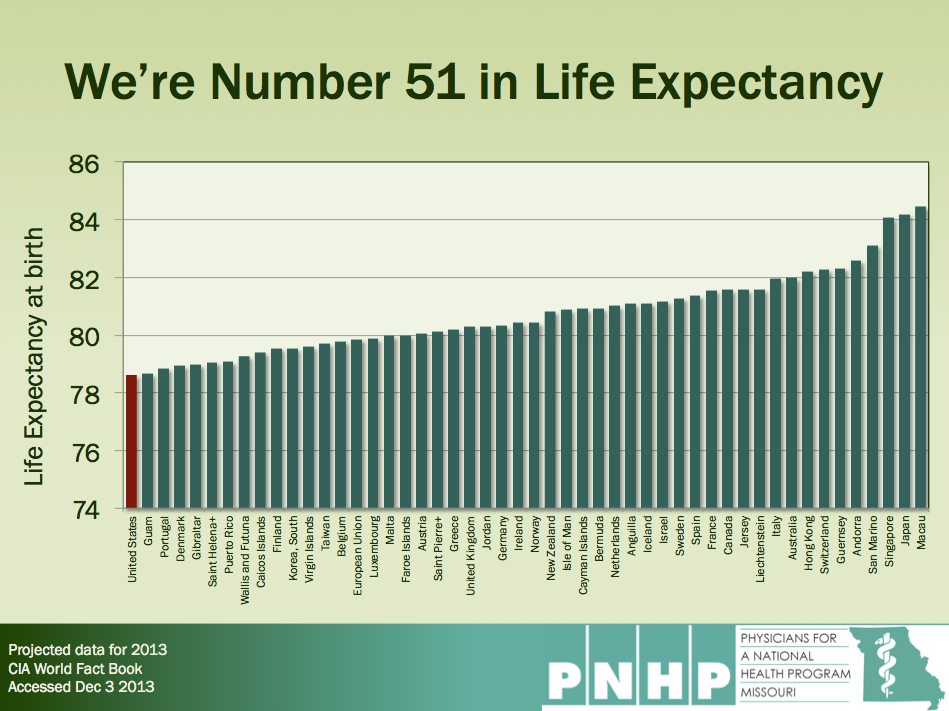 We're Number 51 in Life Expectancy
Life Expectancy at birth
86
84
82
80
78
76
74
United States
Guam
Portugal
Denmark
Gibraltar
Saint Helena+
Puerto Rico
Wallis and Futuna
Caicos Islands
Finland
Korea, South
Virgin Islands
Taiwan
Belgium
European Union
Luxembourg
Malta
Faroe Islands
Austria
Saint Pierre+
Greece
United Kingdom
Jordan
Germany
Ireland
Norway
New Zealand
Isle of Man
Cayman Islands
Bermuda
Netherlands
Anguilla
Iceland
Israel
Sweden
Spain
France
Canada
Jersey
Liechtenstein
Italy
Australia
Hong Kong
Switzerland
Guernsey
Andorra
San Marino
Singapore
Japan
Macau
Projected data for 2013
CIA World Fact Book
Accessed Dec 3 2013
PNHP
PHYSICIANS FOR
A NATIONAL
HEALTH PROGRAM
MISSOURI